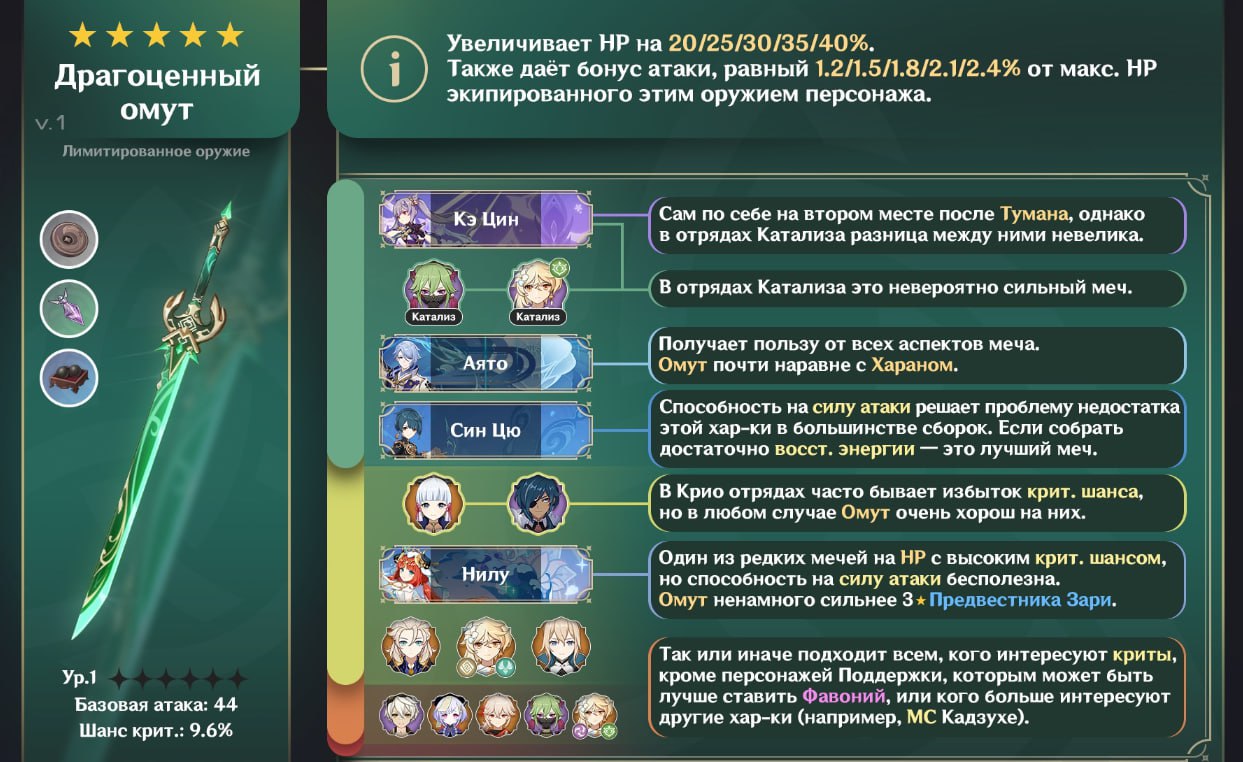 Драгоценный
омут
v.1
Лимитированное оружие
Увеличивает HP на 20/25/30/35/40%.
Также даёт бонус атаки, равный 1.2/1.5/1.8/2.1/2.4% от макс. HP
экипированного этим оружием персонажа.
Кэ Цин
Сам по себе на втором месте после Тумана, однако
в отрядах Катализа разница между ними невелика.
Катализ
Катализ
В отрядах Катализа это невероятно сильный меч.
Аято
Получает пользу от всех аспектов меча.
Омут почти наравне с Хараном.
Син Цю
Способность на силу атаки решает проблему недостатка
этой хар-ки в большинстве сборок. Если собрать
достаточно восст. энергии — это лучший меч.
В Крио отрядах часто бывает избыток крит. шанса,
но в любом случае Омут очень хорош на них.
Нилу
Один из редких мечей на HP с высоким крит. шансом,
но способность на силу атаки бесполезна.
Омут ненамного сильнее 3★Предвестника Зари.
Так или иначе подходит всем, кого интересуют криты,
кроме персонажей Поддержки, которым может быть
лучше ставить Фавоний, или кого больше интересуют
другие хар-ки (например, МС Кадзухе).
Ур.1
Базовая атака: 44
Шанс крит.: 9.6%